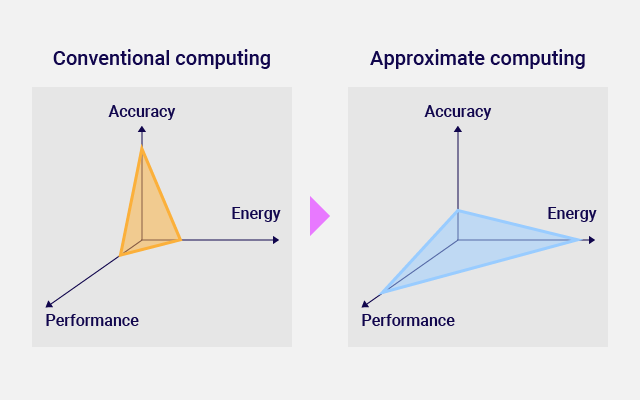 Conventional computing
Accuracy
Energy
Performance
Approximate computing
Accuracy
Energy
Performance